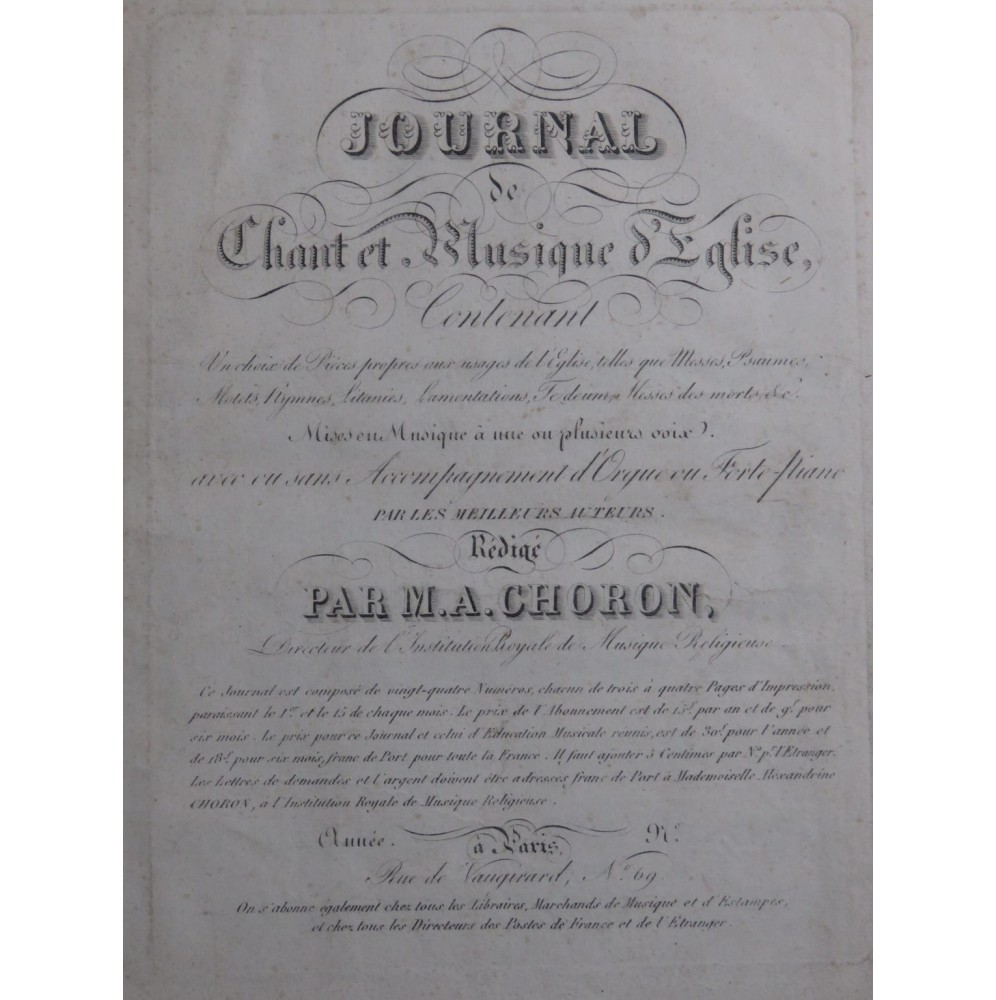 JOURNAL
de
Chant et Musique d'Eglise,
Contenant
Un choix de Pièces propres aux usages de l'Eglise, telles que Messes, Psaumes,
Motets, Hymnes, Litanies, Lamentations, Te deum, Messes des morts, &c.
Mises en Musique à une ou plusieurs voix,
avec ou sans Accompagnement d'Orgue ou Forte-piano
PAR LES MEILLEURS AUTEURS.
Rédigé
PAR M. A. CHORON,
Directeur de l'Institution Royale de Musique Religieuse.
Ce Journal est composé de vingt-quatre Numéros, chacun de trois à quatre Pages d'Impression,
paraissant le 1er et le 15 de chaque mois. Le prix de l'Abonnement est de 15f. par an et de 9f. pour
six mois. Le prix pour ce Journal et celui d'Education Musicale réunis, est de 30f. pour l'année et
de 18f. pour six mois, franc de Port pour toute la France. Il faut ajouter 5 Centimes par No. pr. l'Etranger.
Les Lettres de demandes et l'argent doivent être adressés franc de Port à Mademoiselle Alexandrine
CHORON, à l'Institution Royale de Musique Religieuse.
Année. No.
à Paris,
Rue de Vaugirard, No. 69
On s'abonne également chez tous les Libraires, Marchands de Musique et d'Estampes,
et chez tous les Directeurs des Postes de France et de l'Etranger.